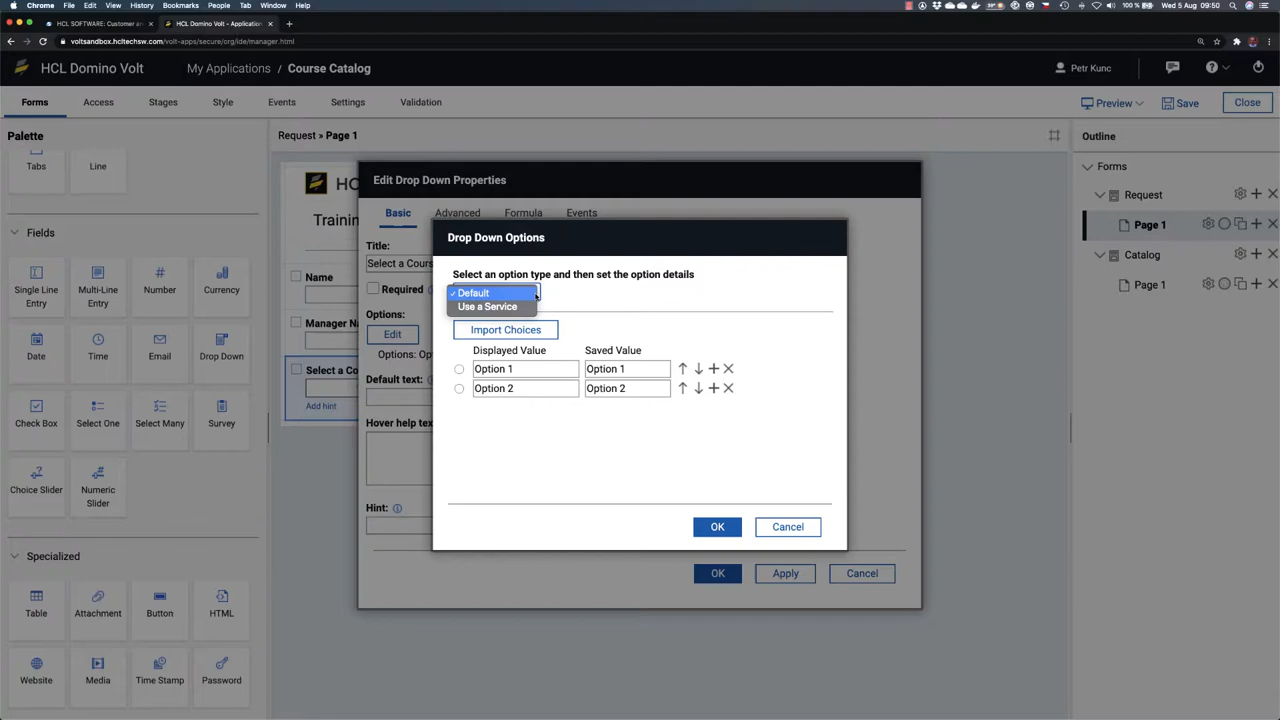 Chrome File Edit View History Bookmarks People Tab Window Help 100 % Wed 5 Aug 09:50
HCL SOFTWARE: Customer an
HCL Domino Volt - Application
voltsandbox.hcltechsw.com/volt-apps/secure/org/ide/manager.html
HCL Domino Volt My Applications / Course Catalog Petr Kunc
Forms Access Stages Style Events Settings Validation Preview Save Close
Palette
Request » Page 1
Outline
Tabs Line
Fields
Single Line Entry
Multi-Line Entry
Number
Currency
Date Time Email Drop Down
Check Box Select One Select Many Survey
Choice Slider
Numeric Slider
Specialized
Table Attachment Button HTML
Website Media Time Stamp Password
HC
Training
Name
Manager N
Select a Co
Add hint
Edit Drop Down Properties
Basic Advanced Formula Events
Title:
Select a Cours
Required
Options:
Edit
Options: Op
Default text:
Hover help tex
Hint:
OK Apply Cancel
Drop Down Options
Select an option type and then set the option details
✓ Default
Use a Service
Import Choices
Displayed Value Saved Value
Option 1 Option 1
Option 2 Option 2
OK Cancel
Forms
Request
Page 1
Catalog
Page 1